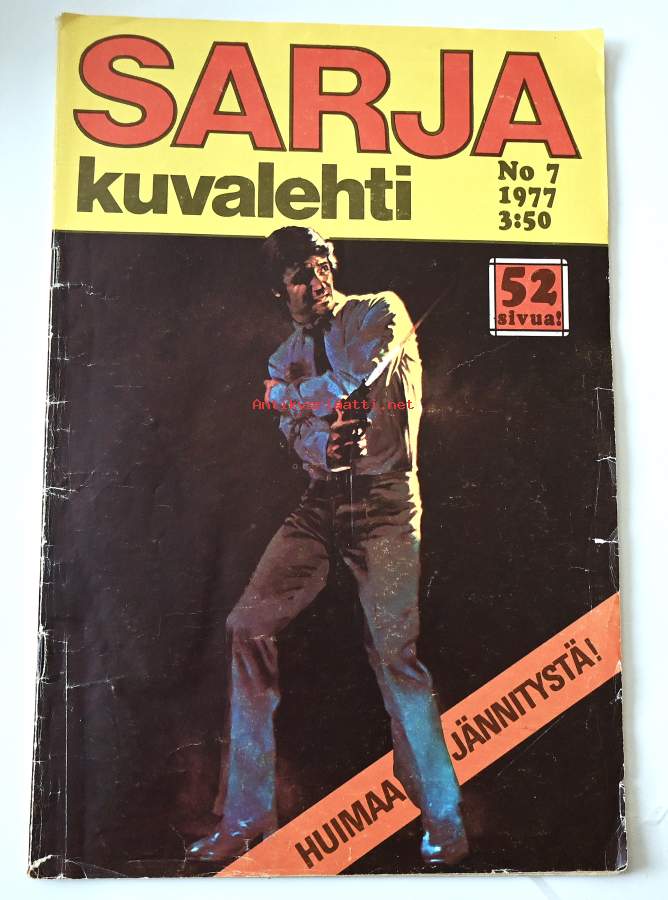 SARJA
kuvalehti
No 7
1977
3:50
52
sivua!
Antikvariaatti.net
HUIMAA JÄNNITYSTÄ!